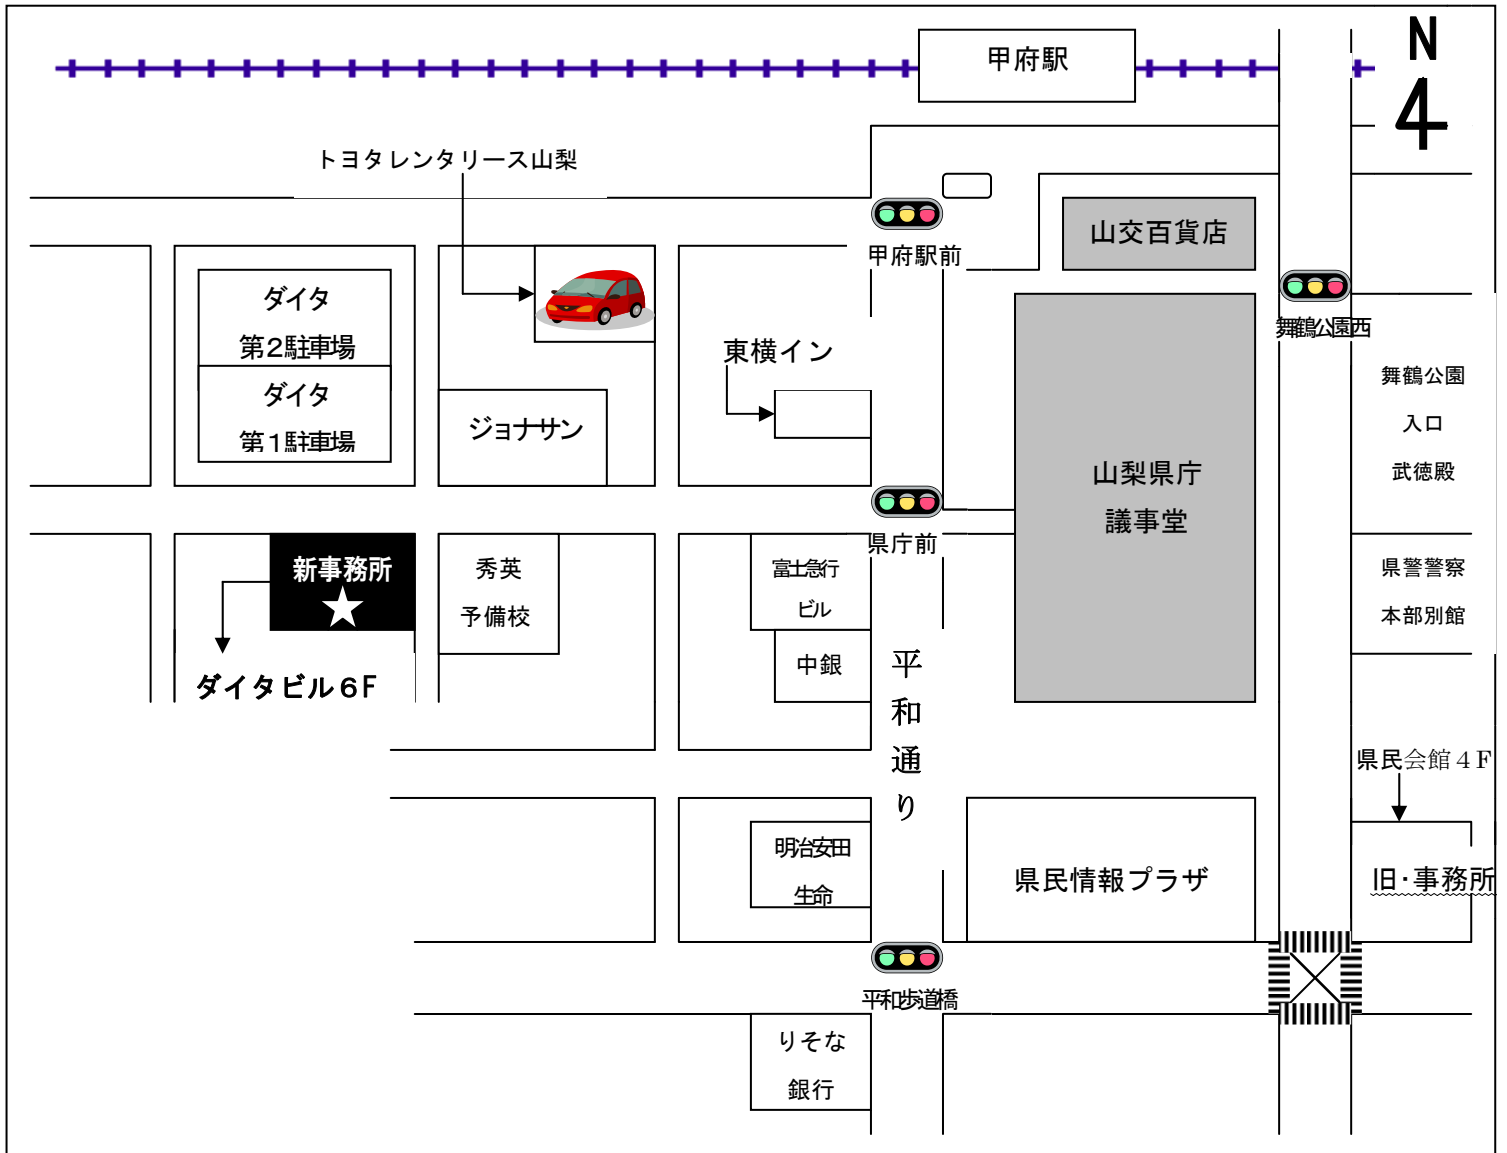 甲府駅
N
4
トヨタレンタリース山梨
山交百貨店
甲府駅前
ダイタ
第2駐車場
ダイタ
第1駐車場
ジョナサン
東横イン
舞鶴公園西
舞鶴公園
入口
武徳殿
山梨県庁
議事堂
県庁前
新事務所
ダイタビル6F
秀英
予備校
富士急行
ビル
中銀
平和通り
県警警察
本部別館
県民会館4F
旧・事務所
明治安田
生命
県民情報プラザ
平和歩道橋
りそな
銀行